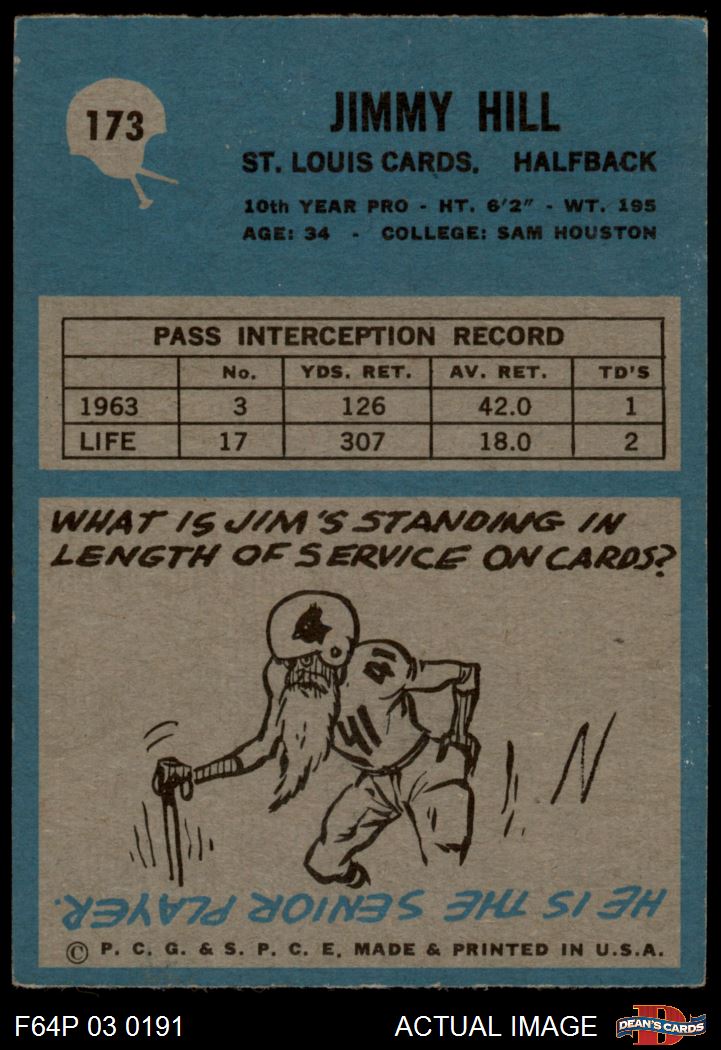 173
JIMMY HILL
ST. LOUIS CARDS. HALFBACK
10th YEAR PRO - HT. 6'2" - WT. 195
AGE: 34 - COLLEGE: SAM HOUSTON
PASS INTERCEPTION RECORD
No. YDS. RET. AV. RET. TD'S
1963 3 126 42.0 1
LIFE 17 307 18.0 2
WHAT IS JIM'S STANDING IN
LENGTH OF SERVICE ON CARDS?
41
41
HE IS THE SENIOR PLAYER.
© P. C. G. & S. P. C. E. MADE & PRINTED IN U.S.A.
F64P 03 0191 ACTUAL IMAGE
D
DEAN'S CARDS